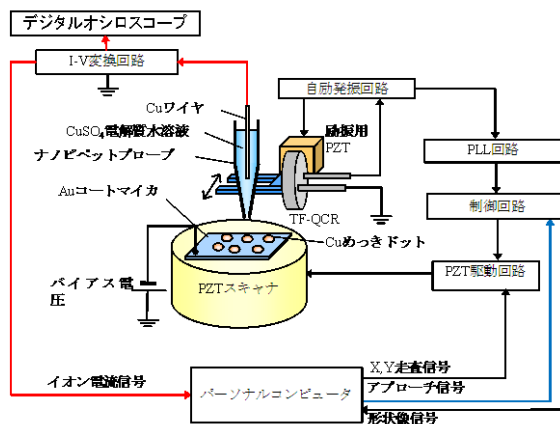 デジタルオシロスコープ
I-V変換回路
Cuワイヤ
CuSO₄電解質水溶液
ナノピペットプローブ
Auコートマイカ
自励発振回路
励振用
PZT
PLL回路
制御回路
TF-QCR
Cuめっきドット
PZT駆動回路
バイアス電
圧
PZTスキャナ
イオン電流信号
X,Y走査信号
アプローチ信号
パーソナルコンピュータ
形状像信号